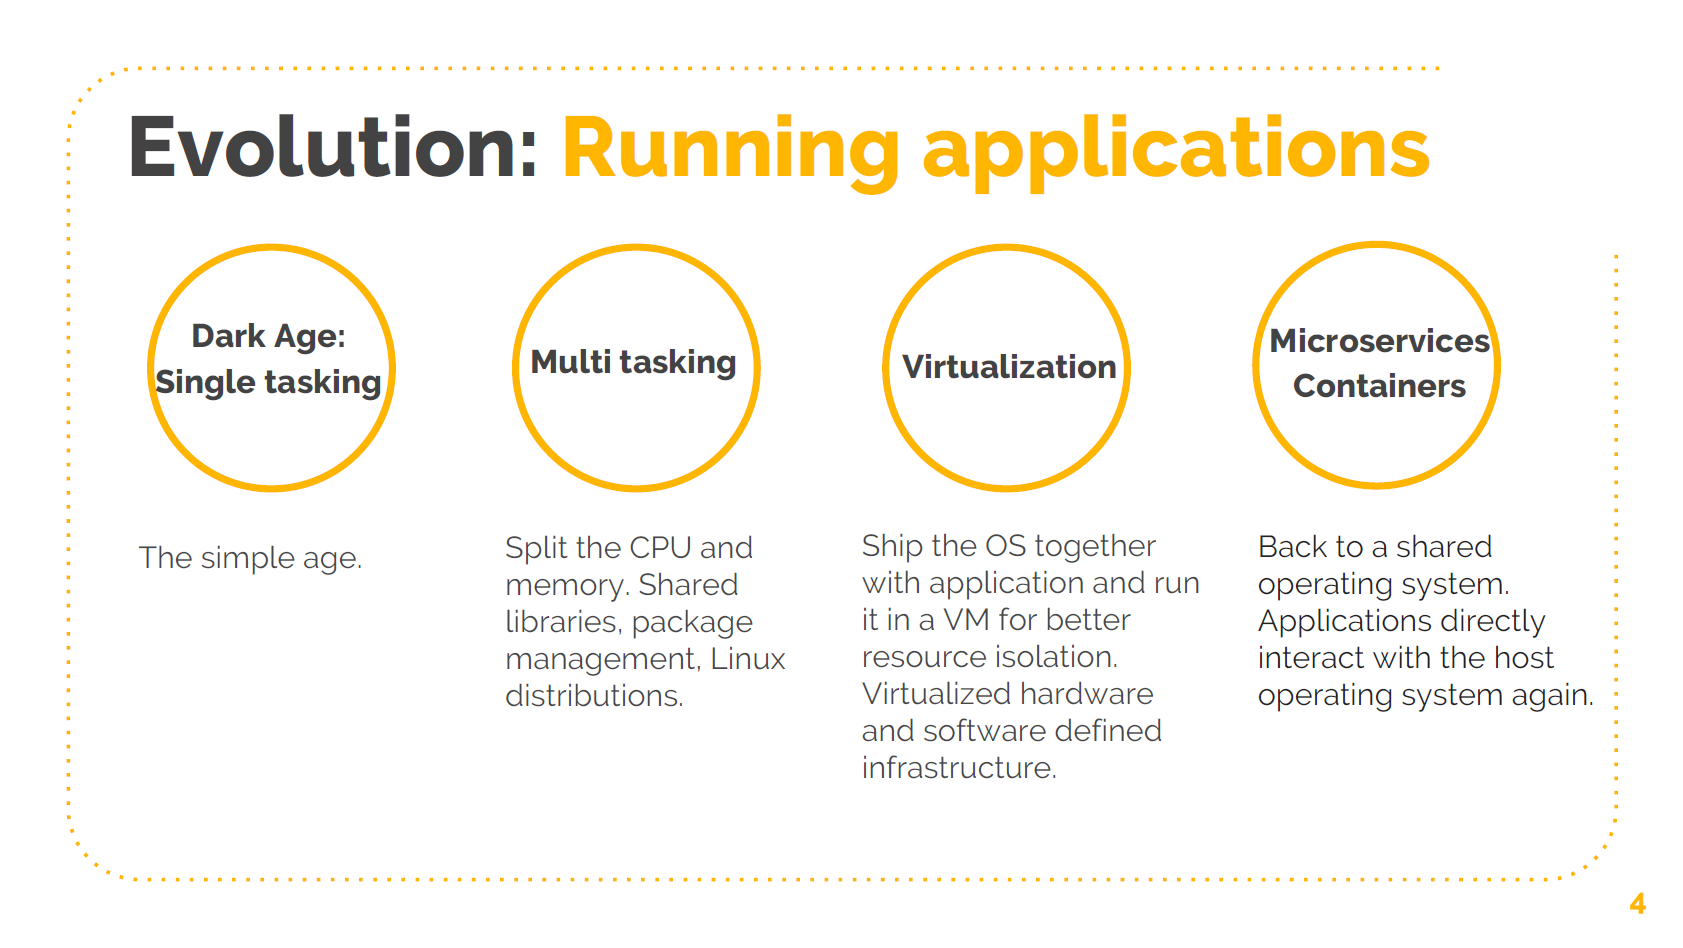 Evolution: Running applications
Dark Age:
Single tasking
Multi tasking
Virtualization
Microservices
Containers
The simple age.
Split the CPU and
memory. Shared
libraries, package
management, Linux
distributions.
Ship the OS together
with application and run
it in a VM for better
resource isolation.
Virtualized hardware
and software defined
infrastructure.
Back to a shared
operating system.
Applications directly
interact with the host
operating system again.
4